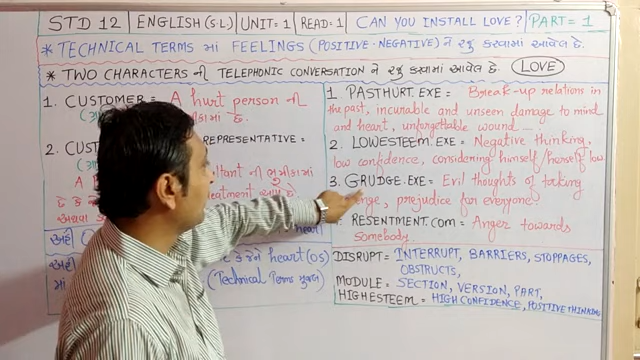 STD 12 | ENGLISH (S.L) | UNIT=1 | READ=1 | CAN YOU INSTALL LOVE? | PART=1
* TECHNICAL TERMS માં FEELINGS (POSITIVE-NEGATIVE) ને રજુ કરવામાં આવેલ છે.
* TWO CHARACTERS ની TELEPHONIC CONVERSATION ને રજુ કરવામાં આવેલ છે. LOVE
1. CUSTOMER = A hurt person ની
છે.
2. CUST
REPRESENTATIVE =
ltant ની ભૂમિકામાં
heart
heart (OS)
માં
(Technical Terms મુજબ)
1. PASTHURT.EXE = Break-up relations in
the past, incurable and unseen damage to mind
and heart, unforgettable wound
2. LOWESTEEM.EXE = Negative thinking,
low confidence, considering himself/herself low
3. GRUDGE.EXE = Evil thoughts of taking
enge, prejudice for everyone.
RESENTMENT.COM = Anger towards
somebody.
DISRUPT = INTERRUPT, BARRIERS, STOPPAGES,
OBSTRUCTS,
MODULE = SECTION, VERSION, PART,
HIGHESTEEM = HIGH CONFIDENCE, POSITIVE THINKING